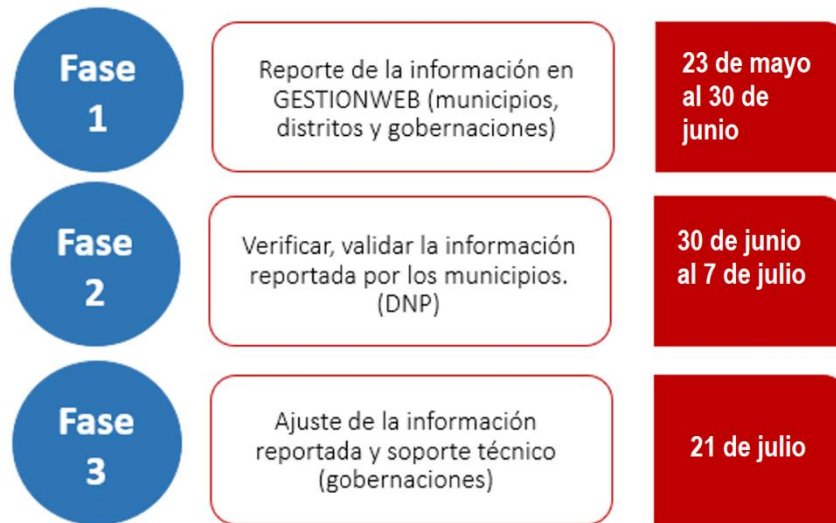 Fase
1
Reporte de la información en
GESTIONWEB (municipios,
distritos y gobernaciones)
23 de mayo
al 30 de
junio
Fase
2
Verificar, validar la información
reportada por los municipios.
(DNP)
30 de junio
al 7 de julio
Fase
3
Ajuste de la información
reportada y soporte técnico
(gobernaciones)
21 de julio